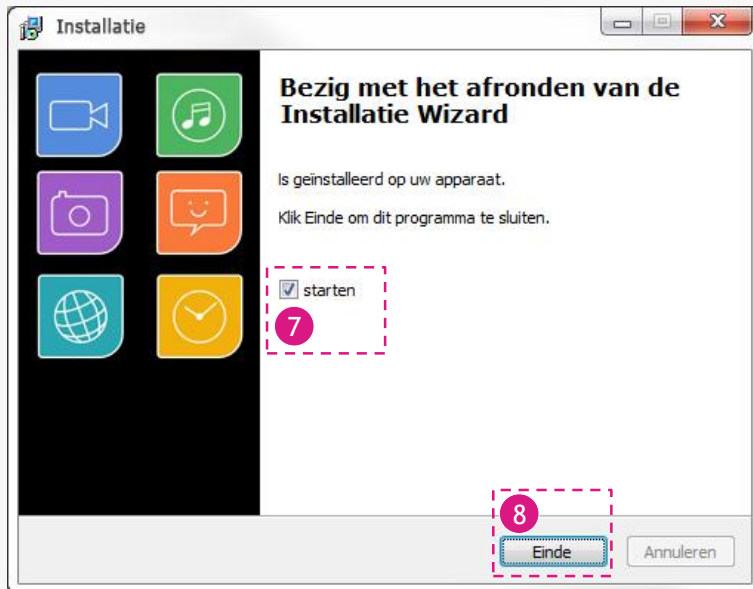 Installatie
Bezig met het afronden van de
Installatie Wizard
Is geïnstalleerd op uw apparaat.
Klik Einde om dit programma te sluiten.
starten
7
8
Einde
Annuleren